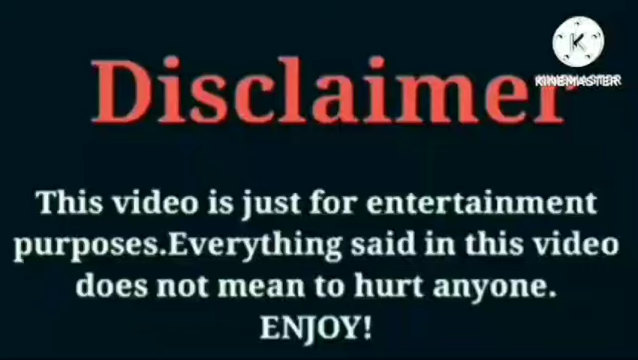 K
KINEMASTER
Disclaimer
This video is just for entertainment
purposes.Everything said in this video
does not mean to hurt anyone.
ENJOY!